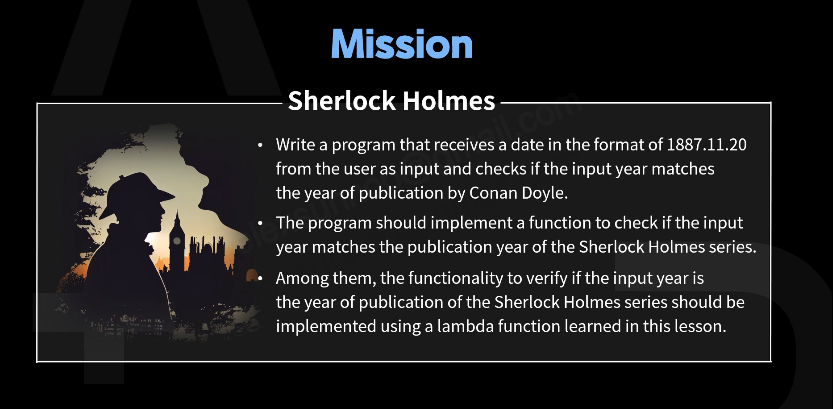 Mission
Sherlock Holmes
• Write a program that receives a date in the format of 1887.11.20
from the user as input and checks if the input year matches
the year of publication by Conan Doyle.
• The program should implement a function to check if the input
year matches the publication year of the Sherlock Holmes series.
• Among them, the functionality to verify if the input year is
the year of publication of the Sherlock Holmes series should be
implemented using a lambda function learned in this lesson.